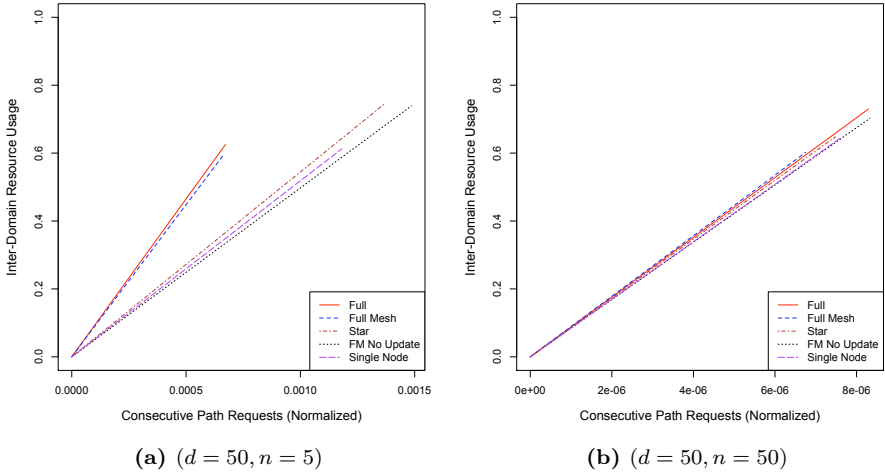 1.0
0.8
0.6
0.4
0.2
0.0
Inter-Domain Resource Usage
Full
Full Mesh
Star
FM No Update
Single Node
0.0000 0.0005 0.0010 0.0015
Consecutive Path Requests (Normalized)
(a) (d = 50, n = 5)
1.0
0.8
0.6
0.4
0.2
0.0
Inter-Domain Resource Usage
Full
Full Mesh
Star
FM No Update
Single Node
0e+00 2e-06 4e-06 6e-06 8e-06
Consecutive Path Requests (Normalized)
(b) (d = 50, n = 50)